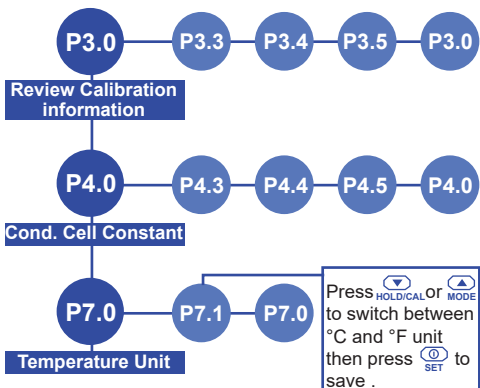 P3.0 P3.3 P3.4 P3.5 P3.0
Review Calibration
information
P4.0 P4.3 P4.4 P4.5 P4.0
Cond. Cell Constant
P7.0 P7.1 P7.0
Temperature Unit
Press HOLD/CAL or MODE
to switch between
°C and °F unit
then press SET to
save .